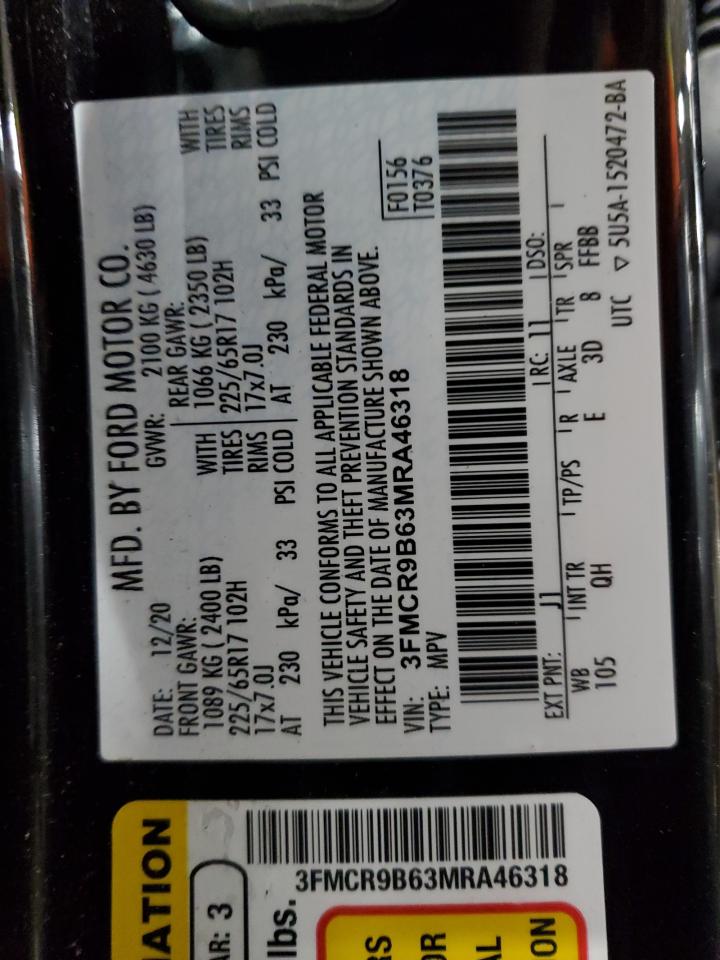 MFD. BY FORD MOTOR CO.
DATE: 12/20 GVWR: 2100 KG ( 4630 LB)
FRONT GAWR: REAR GAWR:
1089 KG ( 2400 LB) WITH 1066 KG ( 2350 LB) WITH
225/65R17 102H TIRES 225/65R17 102H TIRES
17x7.0J RIMS 17x7.0J RIMS
AT 230 kPa/ 33 PSI COLD AT 230 kPa/ 33 PSI COLD
THIS VEHICLE CONFORMS TO ALL APPLICABLE FEDERAL MOTOR
VEHICLE SAFETY AND THEFT PREVENTION STANDARDS IN
EFFECT ON THE DATE OF MANUFACTURE SHOWN ABOVE.
VIN: 3FMCR9B63MRA46318
TYPE: MPV
F0156
T0376
EXT PNT: J1 RC: 11 DSO:
WB INT TR TP/PS R AXLE TR SPR
105 QH E 3D 8 FFBB
UTC ▽ 5U5A-1520472-BA
3FMCR9B63MRA46318
AR: 3
lbs.